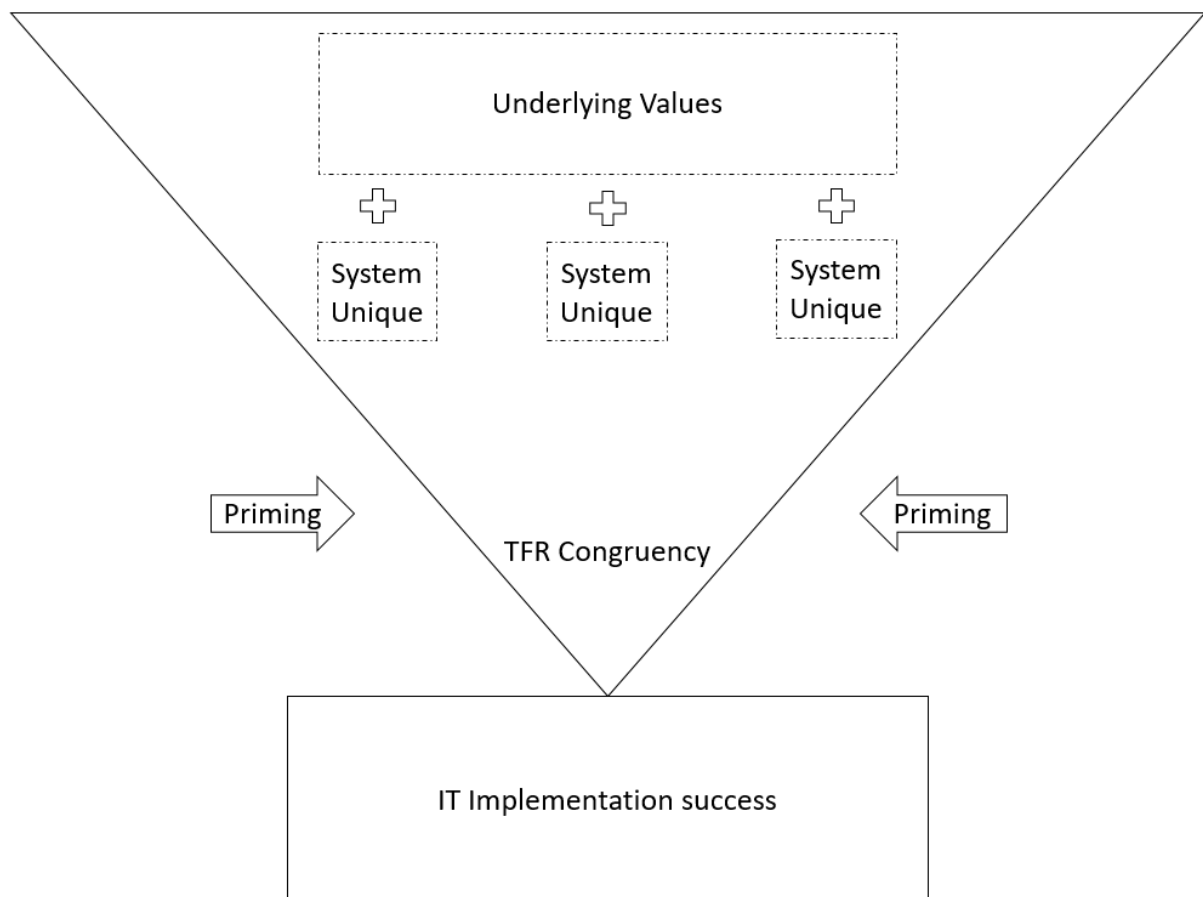 Underlying Values
System
Unique
System
Unique
System
Unique
Priming
Priming
TFR Congruency
IT Implementation success